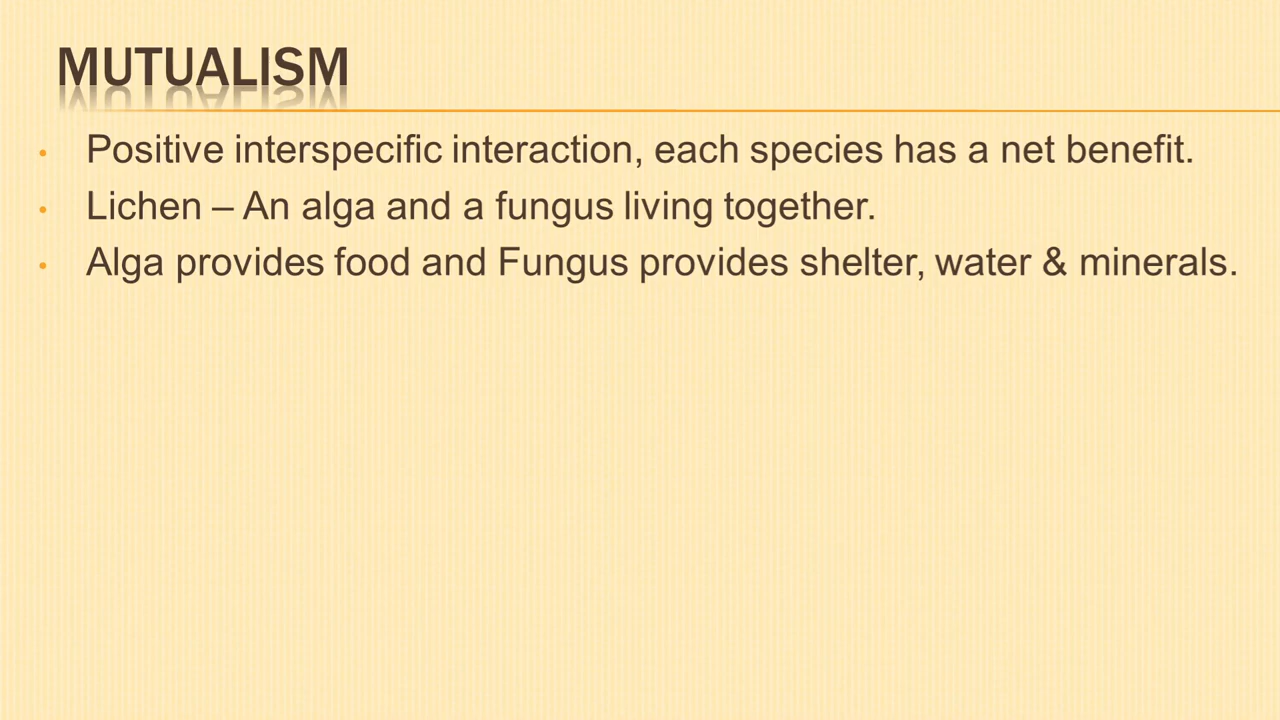 MUTUALISM
• Positive interspecific interaction, each species has a net benefit.
• Lichen – An alga and a fungus living together.
• Alga provides food and Fungus provides shelter, water & minerals.